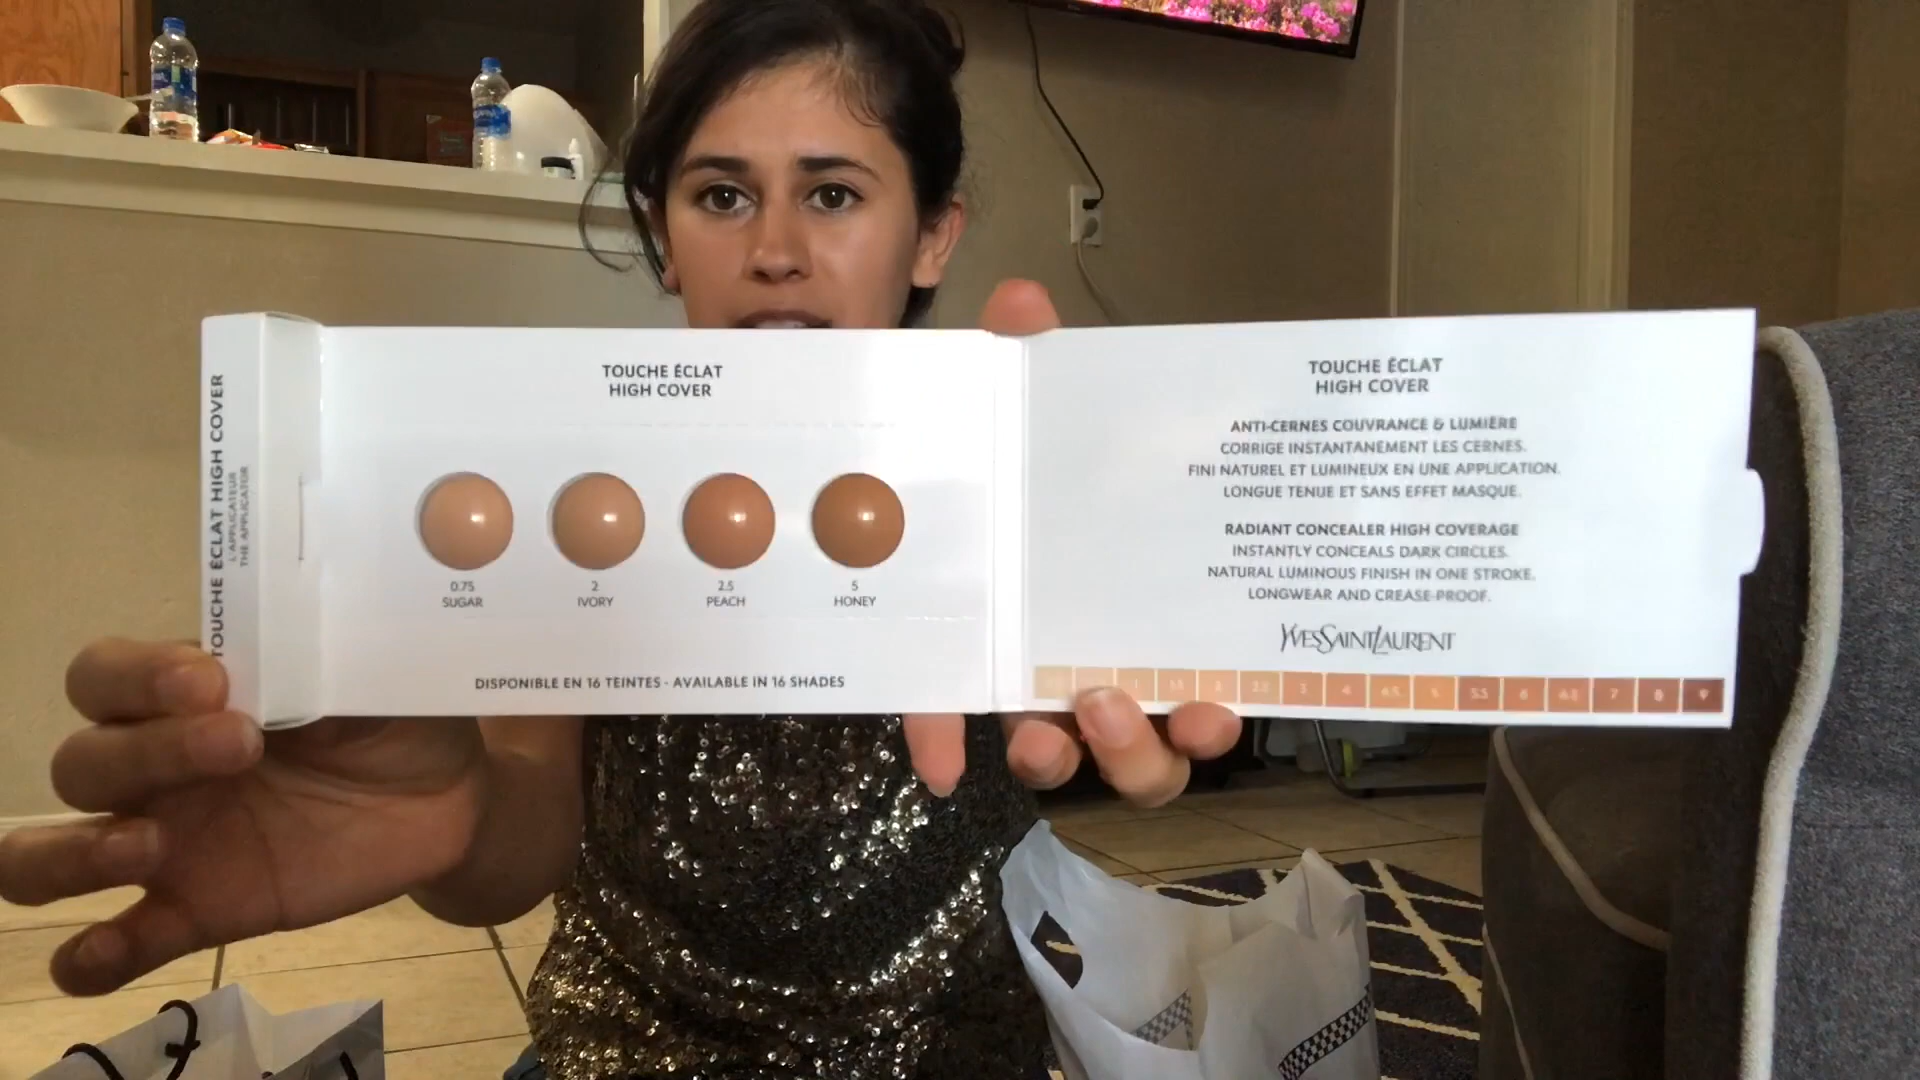 TOUCHE ÉCLAT HIGH COVER
L'APPLICATEUR
THE APPLICATOR
TOUCHE ÉCLAT
HIGH COVER
0.75
SUGAR
2
IVORY
2.5
PEACH
5
HONEY
DISPONIBLE EN 16 TEINTES - AVAILABLE IN 16 SHADES
TOUCHE ÉCLAT
HIGH COVER
ANTI-CERNES COUVRANCE & LUMIÈRE
CORRIGE INSTANTANEMENT LES CERNES.
FINI NATUREL ET LUMINEUX EN UNE APPLICATION.
LONGUE TENUE ET SANS EFFET MASQUE.
RADIANT CONCEALER HIGH COVERAGE
INSTANTLY CONCEALS DARK CIRCLES.
NATURAL LUMINOUS FINISH IN ONE STROKE.
LONGWEAR AND CREASE-PROOF.
YVESSAINTLAURENT
1 1.5 2 2.5 3 4 4.5 5 5.5 6 6.5 7 8 9